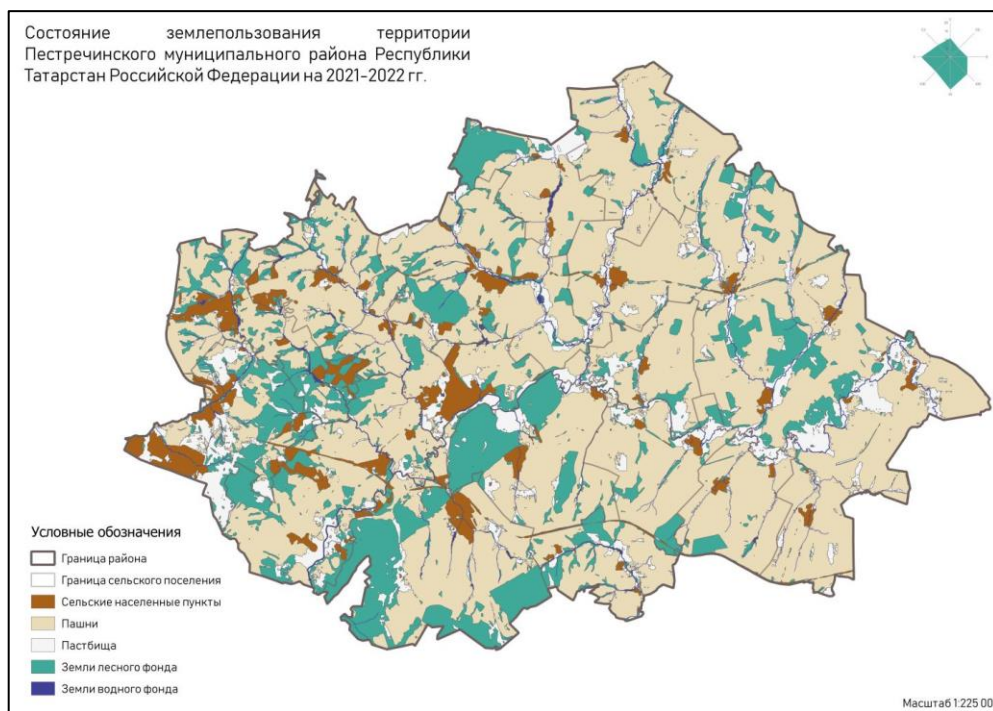 Состояние землепользования территории
Пестречинского муниципального района Республики
Татарстан Российской Федерации на 2021-2022 гг.
Условные обозначения
Граница района
Граница сельского поселения
Сельские населенные пункты
Пашни
Пастбища
Земли лесного фонда
Земли водного фонда
Масштаб 1:225 00